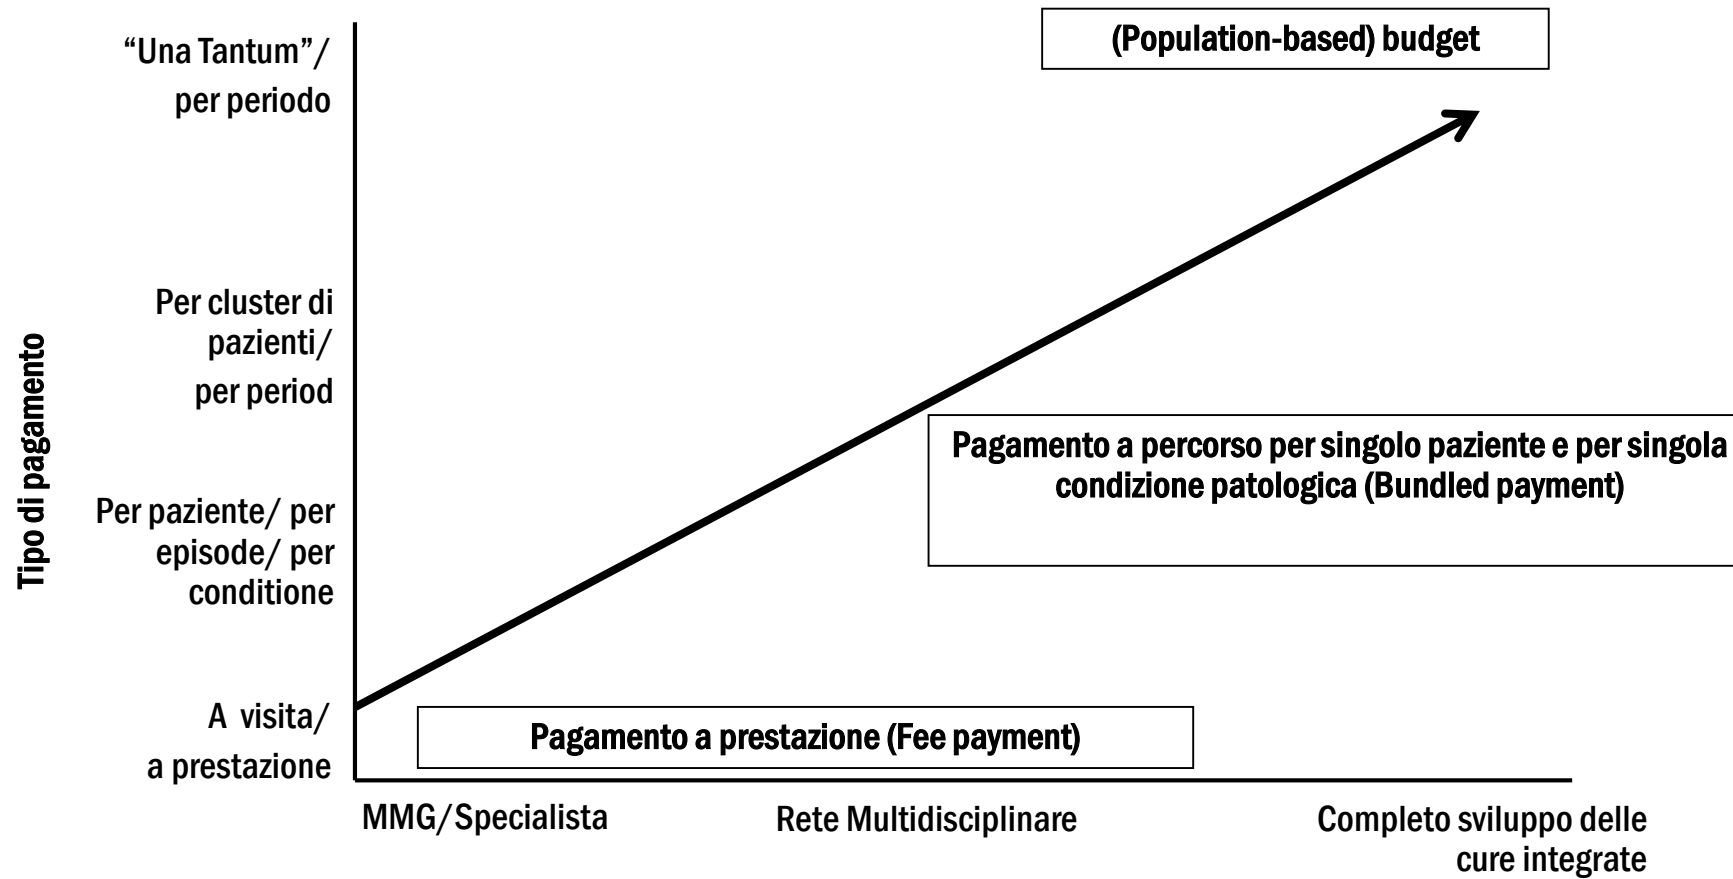 “Una Tantum”/
per periodo
(Population-based) budget
Per cluster di
pazienti/
per period
Tipo di pagamento
Pagamento a percorso per singolo paziente e per singola
condizione patologica (Bundled payment)
Per paziente/ per
episode/ per
conditione
A visita/
a prestazione
Pagamento a prestazione (Fee payment)
MMG/Specialista
Rete Multidisciplinare
Completo sviluppo delle
cure integrate